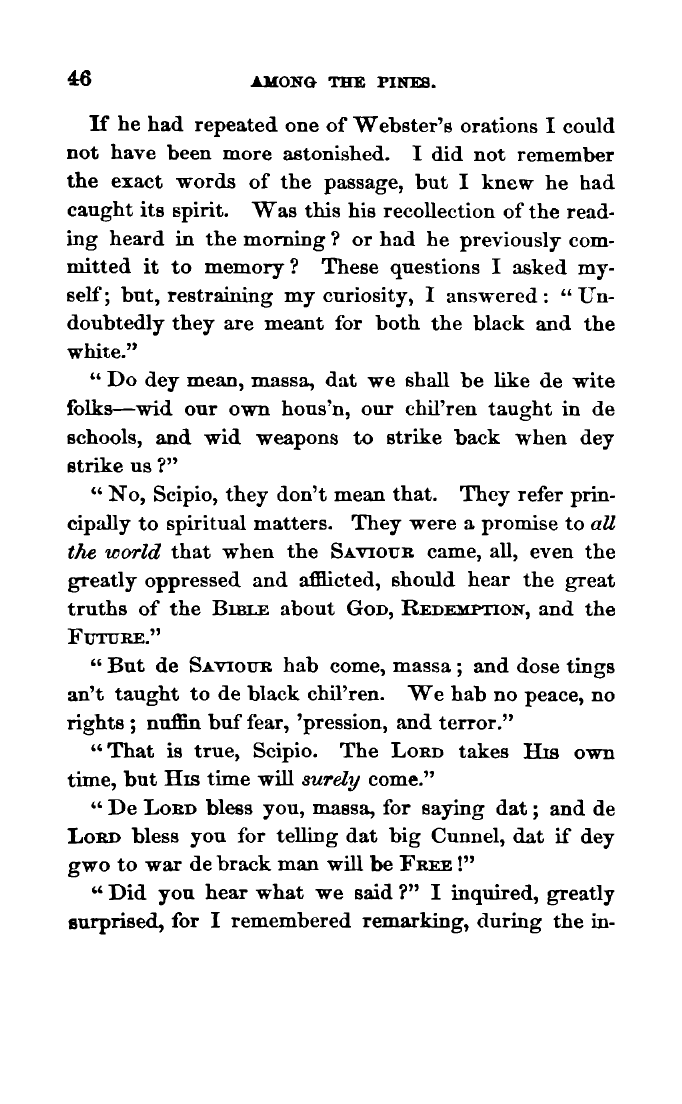 46 AMONG THE PINES.
If he had repeated one of Webster's orations I could
not have been more astonished. I did not remember
the exact words of the passage, but I knew he had
caught its spirit. Was this his recollection of the read-
ing heard in the morning? or had he previously com-
mitted it to memory? These questions I asked my-
self; but, restraining my curiosity, I answered: "Un-
doubtedly they are meant for both the black and the
white."
"Do dey mean, massa, dat we shall be like de wite
folks—wid our own hous'n, our chil'ren taught in de
schools, and wid weapons to strike back when dey
strike us?"
"No, Scipio, they don't mean that. They refer prin-
cipally to spiritual matters. They were a promise to all
the world that when the SAVIOUR came, all, even the
greatly oppressed and afflicted, should hear the great
truths of the BIBLE about GOD, REDEMPTION, and the
FUTURE."
"But de SAVIOUR hab come, massa; and dose tings
an't taught to de black chil'ren. We hab no peace, no
rights; nuffin buf fear, 'pression, and terror."
"That is true, Scipio. The LORD takes HIS own
time, but HIS time will surely come."
"De LORD bless you, massa, for saying dat; and de
LORD bless you for telling dat big Cunnel, dat if dey
gwo to war de brack man will be FREE!"
"Did you hear what we said?" I inquired, greatly
surprised, for I remembered remarking, during the in-